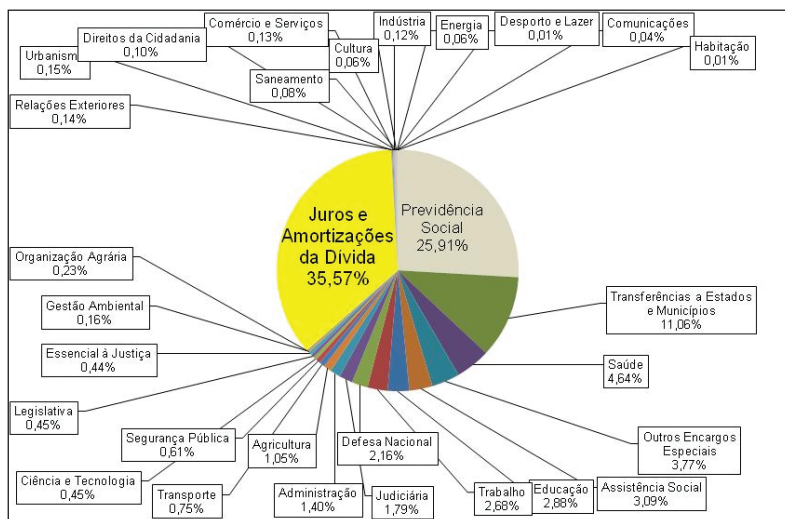 Comércio e Serviços
0,13%
Indústria
0,12%
Energia
0,06%
Desporto e Lazer
0,01%
Comunicações
0,04%
Direitos da Cidadania
0,10%
Cultura
0,06%
Habitação
0,01%
Urbanism
0,15%
Saneamento
0,08%
Relações Exteriores
0,14%
Juros e
Amortizações
da Dívida
35,57%
Previdência
Social
25,91%
Organização Agrária
0,23%
Gestão Ambiental
0,16%
Transferências a Estados
e Municípios
11,06%
Essencial à Justiça
0,44%
Saúde
4,64%
Legislativa
0,45%
Segurança Pública
0,61%
Agricultura
1,05%
Defesa Nacional
2,16%
Outros Encargos
Especiais
3,77%
Ciência e Tecnologia
0,45%
Transporte
0,75%
Administração
1,40%
Judiciária
1,79%
Trabalho
2,68%
Educação
2,88%
Assistência Social
3,09%